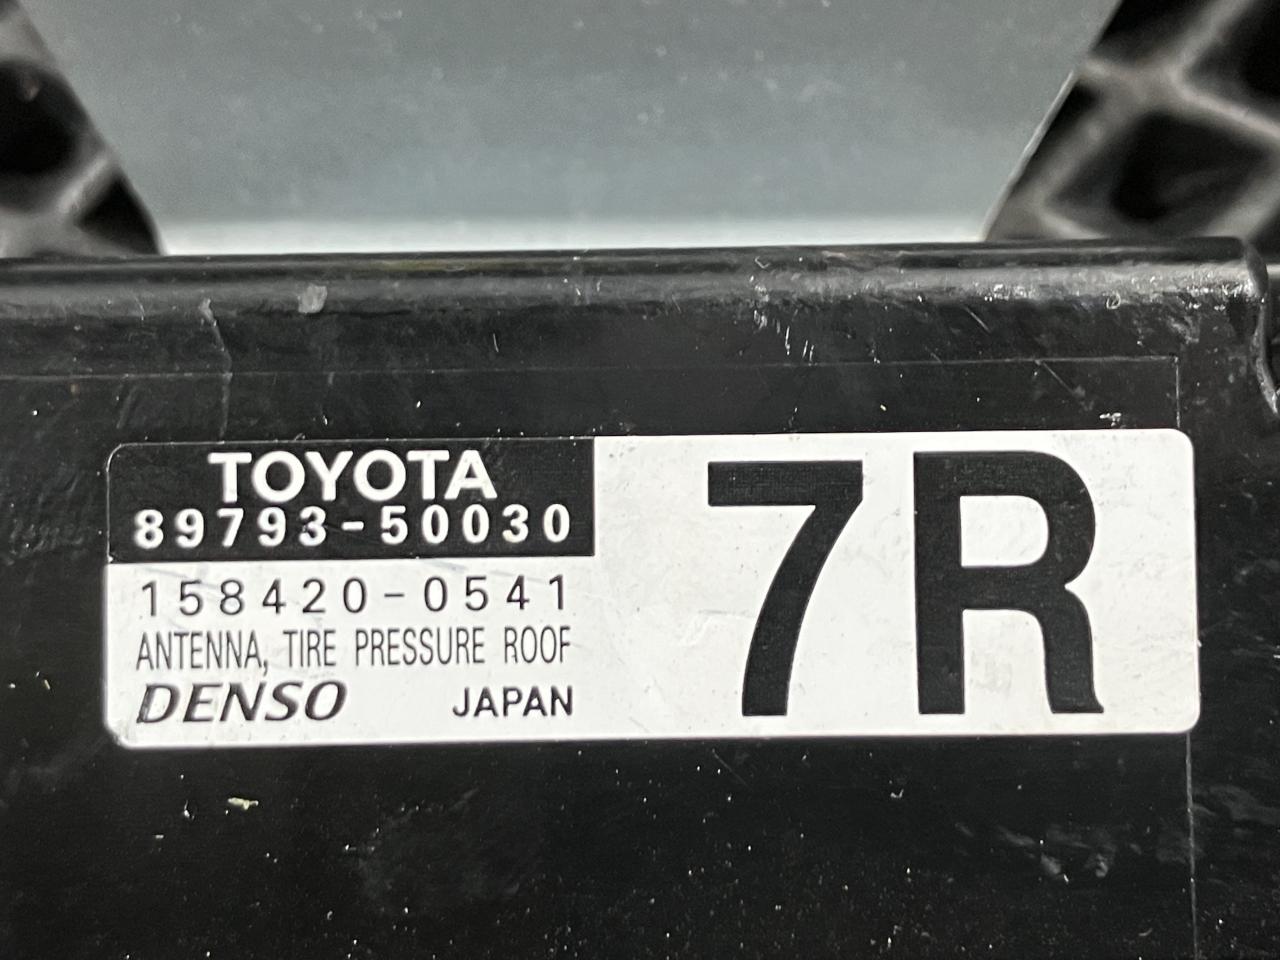 TOYOTA
89793-50030
158420-0541
ANTENNA, TIRE PRESSURE ROOF
DENSO JAPAN
7R